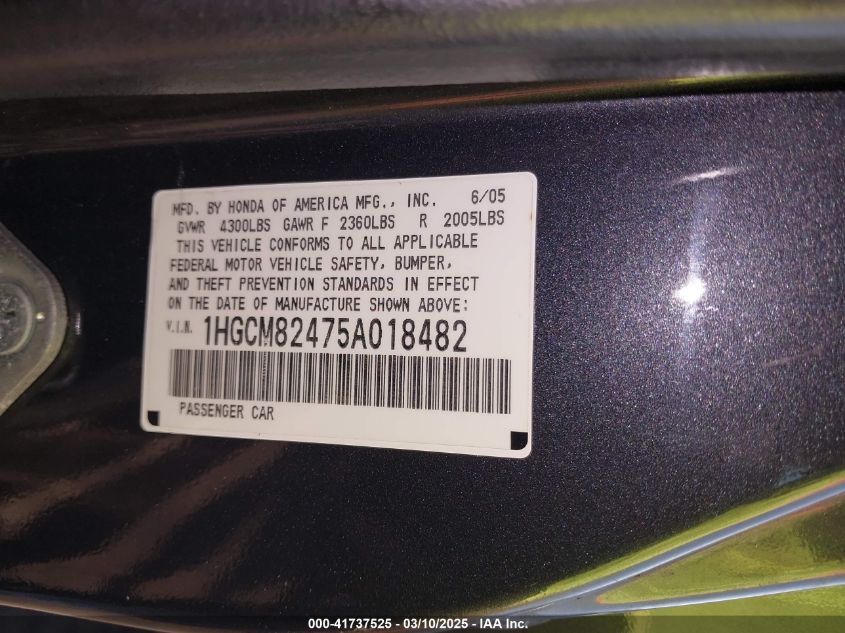 MFD. BY HONDA OF AMERICA MFG., INC. 6/05
GVWR 4300LBS GAWR F 2360LBS R 2005LBS
THIS VEHICLE CONFORMS TO ALL APPLICABLE
FEDERAL MOTOR VEHICLE SAFETY, BUMPER,
AND THEFT PREVENTION STANDARDS IN EFFECT
ON THE DATE OF MANUFACTURE SHOWN ABOVE:
V.I.N. 1HGCM82475A018482
PASSENGER CAR
000-41737525 - 03/10/2025 - IAA Inc.